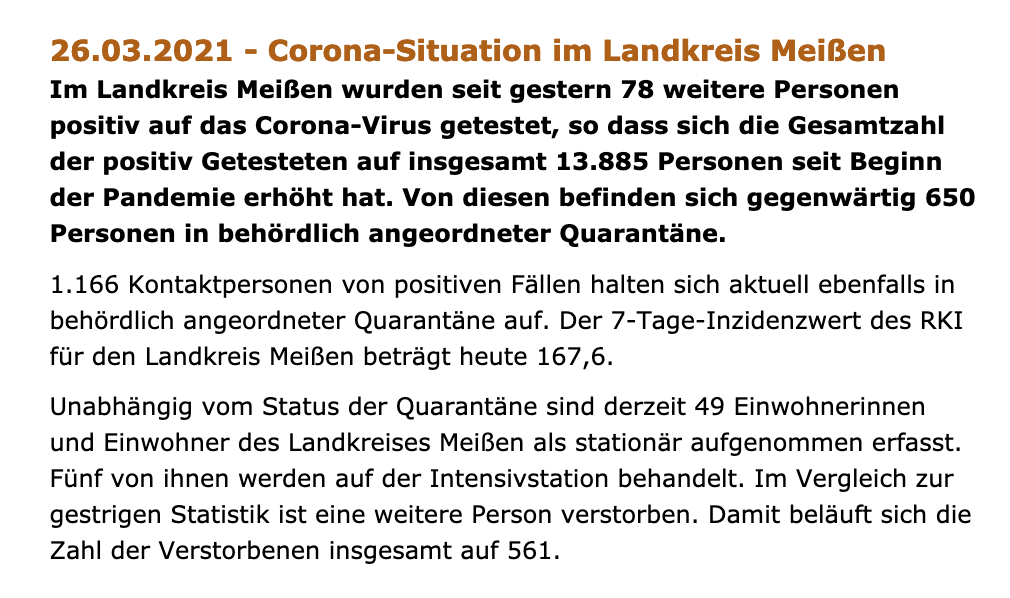 26.03.2021 - Corona-Situation im Landkreis Meißen
Im Landkreis Meißen wurden seit gestern 78 weitere Personen
positiv auf das Corona-Virus getestet, so dass sich die Gesamtzahl
der positiv Getesteten auf insgesamt 13.885 Personen seit Beginn
der Pandemie erhöht hat. Von diesen befinden sich gegenwärtig 650
Personen in behördlich angeordneter Quarantäne.
1.166 Kontaktpersonen von positiven Fällen halten sich aktuell ebenfalls in
behördlich angeordneter Quarantäne auf. Der 7-Tage-Inzidenzwert des RKI
für den Landkreis Meißen beträgt heute 167,6.
Unabhängig vom Status der Quarantäne sind derzeit 49 Einwohnerinnen
und Einwohner des Landkreises Meißen als stationär aufgenommen erfasst.
Fünf von ihnen werden auf der Intensivstation behandelt. Im Vergleich zur
gestrigen Statistik ist eine weitere Person verstorben. Damit beläuft sich die
Zahl der Verstorbenen insgesamt auf 561.